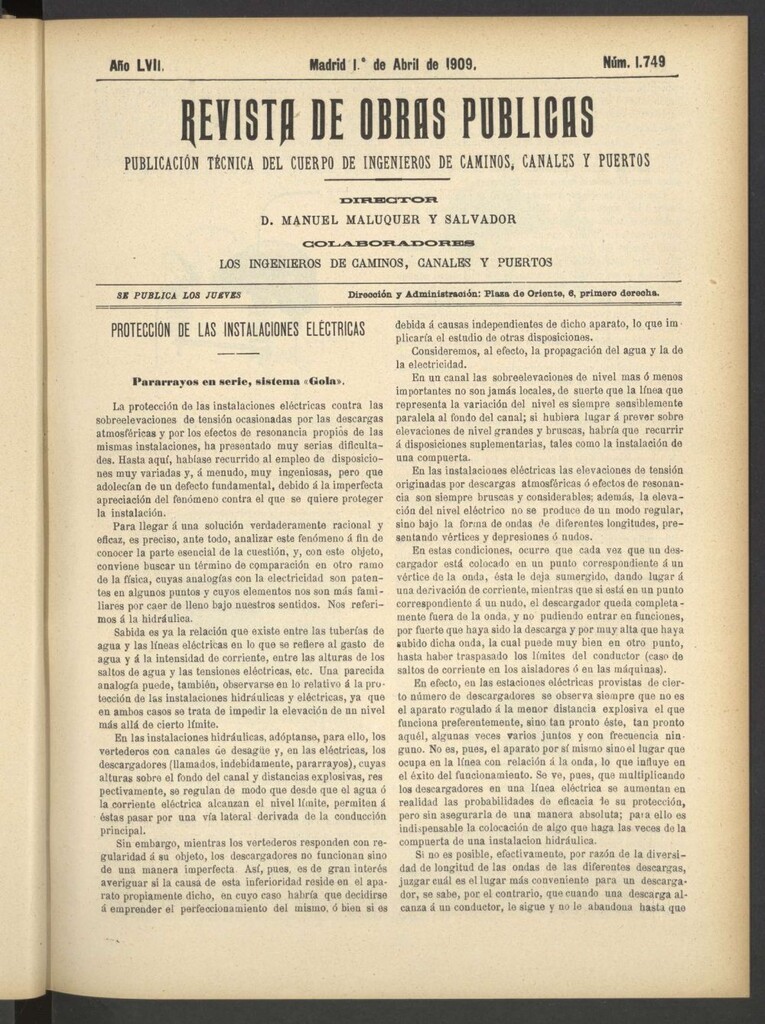 Año LVII. Madrid 1.° de Abril de 1909. Núm. 1.749
REVISTA DE OBRAS PUBLICAS
PUBLICACIÓN TÉCNICA DEL CUERPO DE INGENIEROS DE CAMINOS, CANALES Y PUERTOS
DIRECTOR
D. MANUEL MALUQUER Y SALVADOR
COLABORADORES
LOS INGENIEROS DE CAMINOS, CANALES Y PUERTOS
SE PUBLICA LOS JUEVES Dirección y Administración: Plaza de Oriente, 6, primero derecha.
PROTECCIÓN DE LAS INSTALACIONES ELÉCTRICAS
Pararrayos en serie, sistema «Gola».
La protección de las instalaciones eléctricas contra las
sobreelevaciones de tensión ocasionadas por las descargas
atmosféricas y por los efectos de resonancia propios de las
mismas instalaciones, ha presentado muy serias dificulta-
des. Hasta aquí, habíase recurrido al empleo de disposicio-
nes muy variadas y, á menudo, muy ingeniosas, pero que
adolecían de un defecto fundamental, debido á la imperfecta
apreciación del fenómeno contra el que se quiere proteger
la instalación.
Para llegar á una solución verdaderamente racional y
eficaz, es preciso, ante todo, analizar este fenómeno á fin de
conocer la parte esencial de la cuestión, y, con este objeto,
conviene buscar un término de comparación en otro ramo
de la física, cuyas analogías con la electricidad son paten-
tes en algunos puntos y cuyos elementos nos son más fami-
liares por caer de lleno bajo nuestros sentidos. Nos referi-
mos á la hidráulica.
Sabida es ya la relación que existe entre las tuberías de
agua y las líneas eléctricas en lo que se refiere al gasto de
agua y á la intensidad de corriente, entre las alturas de los
saltos de agua y las tensiones eléctricas, etc. Una parecida
analogía puede, también, observarse en lo relativo á la pro-
tección de las instalaciones hidráulicas y eléctricas, ya que
en ambos casos se trata de impedir la elevación de un nivel
más allá de cierto límite.
En las instalaciones hidráulicas, adóptanse, para ello, los
vertederos con canales de desagüe y, en las eléctricas, los
descargadores (llamados, indebidamente, pararrayos), cuyas
alturas sobre el fondo del canal y distancias explosivas, res
pectivamente, se regulan de modo que desde que el agua ó
la corriente eléctrica alcanzan el nivel límite, permiten á
éstas pasar por una vía lateral derivada de la conducción
principal.
Sin embargo, mientras los vertederos responden con re-
gularidad á su objeto, los descargadores no funcionan sino
de una manera imperfecta. Así, pues, es de gran interés
averiguar si la causa de esta inferioridad reside en el apa-
rato propiamente dicho, en cuyo caso habría que decidirse
á emprender el perfeccionamiento del mismo, ó bien si es
debida á causas independientes de dicho aparato, lo que im-
plicaría el estudio de otras disposiciones.
Consideremos, al efecto, la propagación del agua y la de
la electricidad.
En un canal las sobreelevaciones de nivel mas ó menos
importantes no son jamás locales, de suerte que la línea que
representa la variación del nivel es siempre sensiblemente
paralela al fondo del canal; si hubiera lugar á prever sobre
elevaciones de nivel grandes y bruscas, habría que recurrir
á disposiciones suplementarias, tales como la instalación de
una compuerta.
En las instalaciones eléctricas las elevaciones de tensión
originadas por descargas atmosféricas ó efectos de resonan-
cia son siempre bruscas y considerables; además, la eleva-
ción del nivel eléctrico no se produce de un modo regular,
sino bajo la forma de ondas de diferentes longitudes, pre-
sentando vértices y depresiones ó nudos.
En estas condiciones, ocurre que cada vez que un des-
cargador está colocado en un punto correspondiente á un
vértice de la onda, ésta le deja sumergido, dando lugar á
una derivación de corriente, mientras que si está en un punto
correspondiente á un nudo, el descargador queda completa-
mente fuera de la onda, y no pudiendo entrar en funciones,
por fuerte que haya sido la descarga y por muy alta que haya
subido dicha onda, la cual puede muy bien en otro punto,
hasta haber traspasado los límites del conductor (caso de
saltos de corriente en los aisladores ó en las máquinas).
En efecto, en las estaciones eléctricas provistas de cier-
to número de descargadores se observa siempre que no es
el aparato regulado á la menor distancia explosiva el que
funciona preferentemente, sino tan pronto éste, tan pronto
aquél, algunas veces varios juntos y con frecuencia nin-
guno. No es, pues, el aparato por sí mismo sino el lugar que
ocupa en la línea con relación á la onda, lo que influye en
el éxito del funcionamiento. Se ve, pues, que multiplicando
los descargadores en una línea eléctrica se aumentan en
realidad las probabilidades de eficacia de su protección,
pero sin asegurarla de una manera absoluta; para ello es
indispensable la colocación de algo que haga las veces de la
compuerta de una instalacion hidráulica.
Si no es posible, efectivamente, por razón de la diversi-
dad de longitud de las ondas de las diferentes descargas,
juzgar cuál es el lugar más conveniente para un descarga-
dor, se sabe, por el contrario, que cuando una descarga al-
canza á un conductor, le sigue y no le abandona hasta que